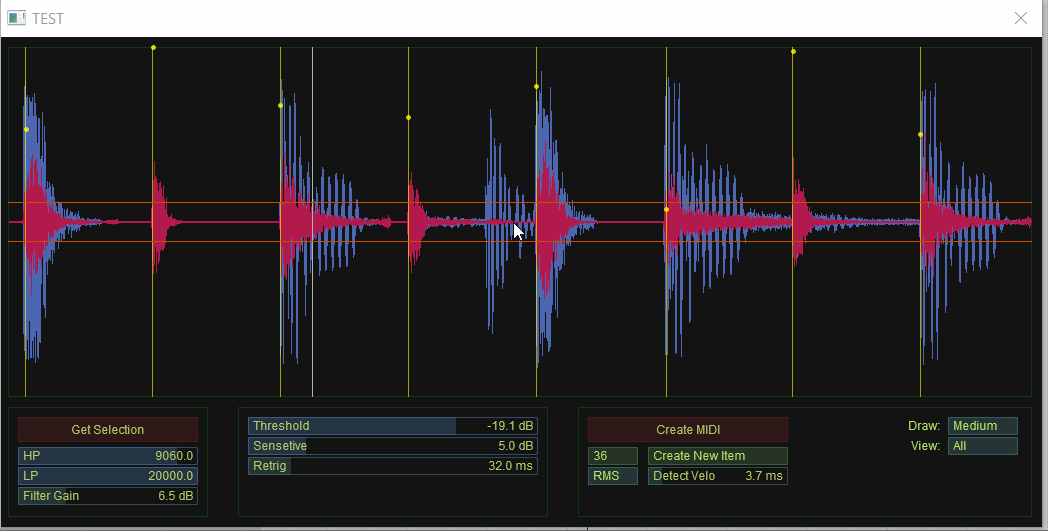 TEST
Get Selection
HP 9060.0
LP 20000.0
Filter Gain 6.5 dB
Threshold -19.1 dB
Sensetive 5.0 dB
Retrig 32.0 ms
Create MIDI
36 Create New Item
RMS Detect Velo 3.7 ms
Draw: Medium
View: All